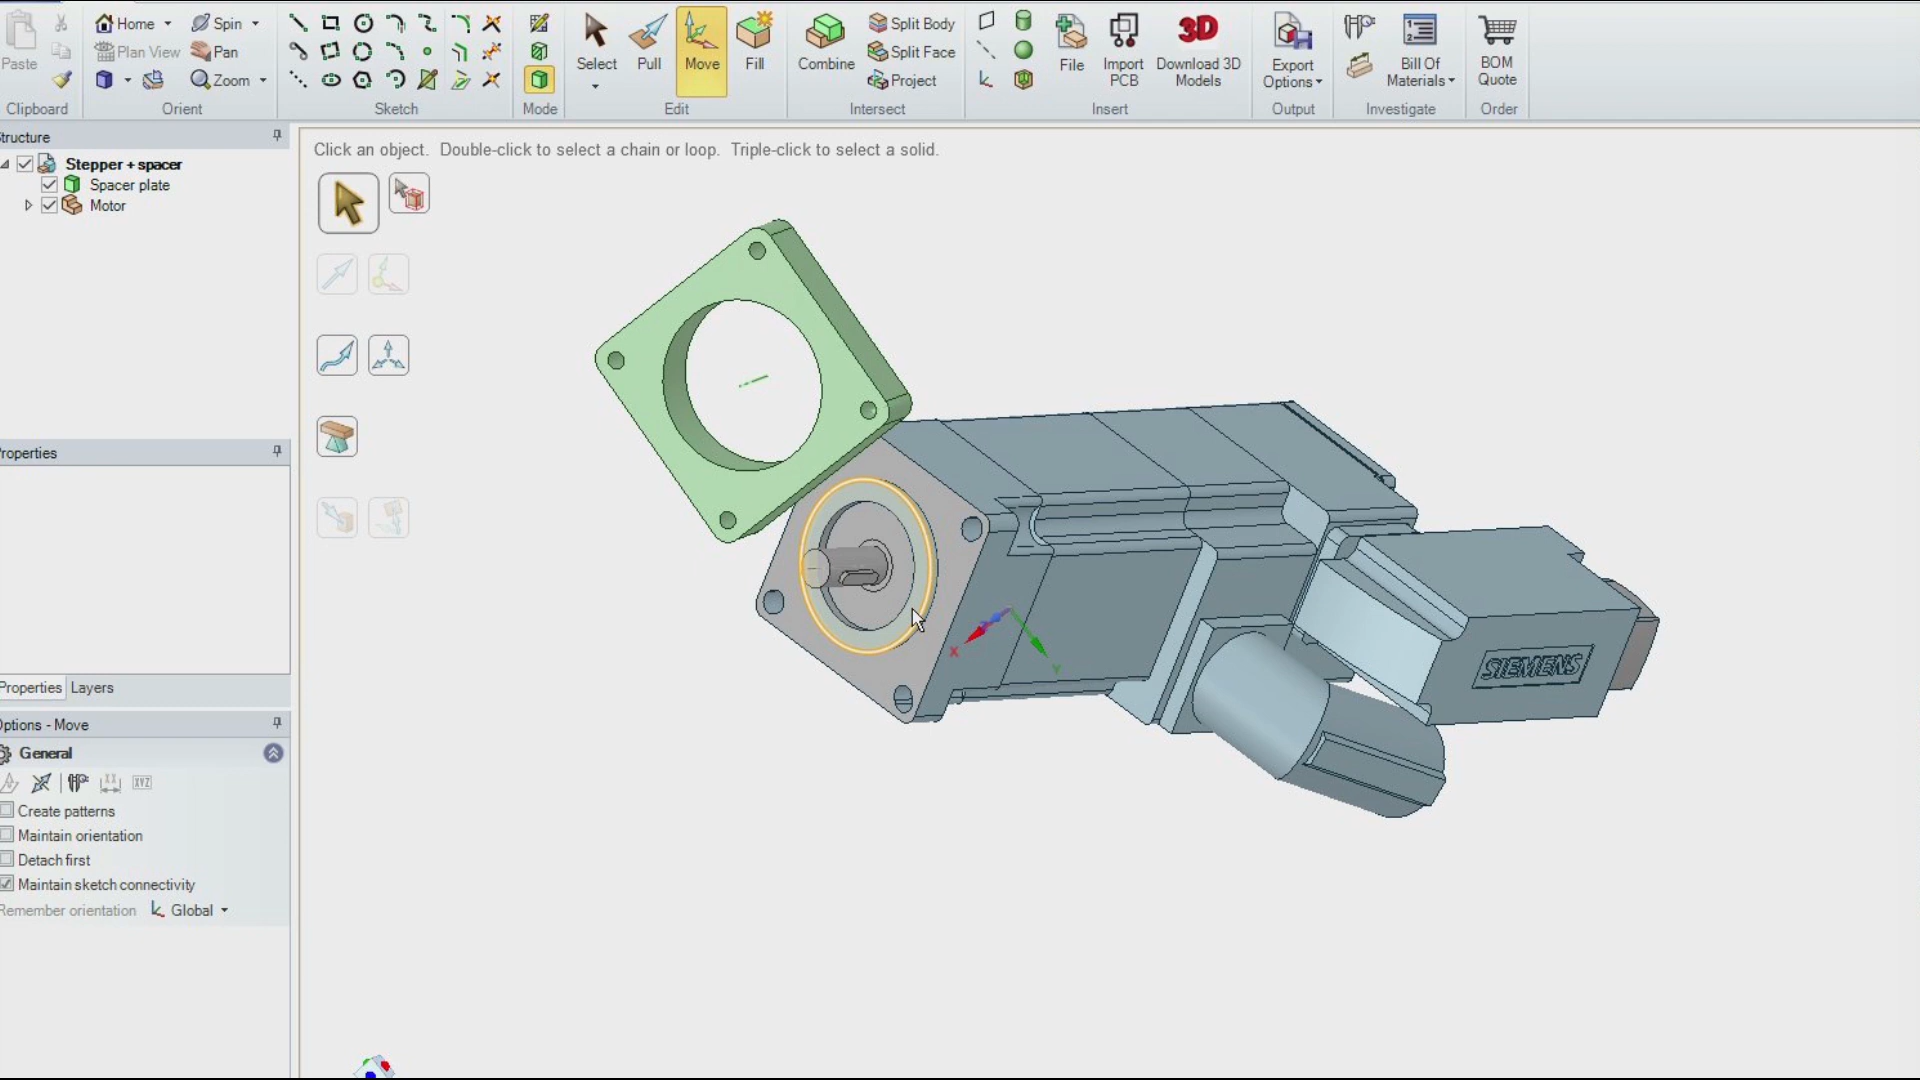 Paste
Clipboard
Home
Plan View
Spin
Pan
Zoom
Orient
Sketch
Mode
Select
Pull
Move
Fill
Edit
Combine
Split Body
Split Face
Project
Intersect
File
Import
PCB
Download 3D
Models
Insert
3D
Export
Options
Output
Bill Of
Materials
Investigate
BOM
Quote
Order
tructure
Stepper + spacer
Spacer plate
Motor
roperties
Properties
Layers
Options - Move
General
XYZ
Create patterns
Maintain orientation
Detach first
Maintain sketch connectivity
Remember orientation
Global
Click an object. Double-click to select a chain or loop. Triple-click to select a solid.
X
Y
SIEMENS